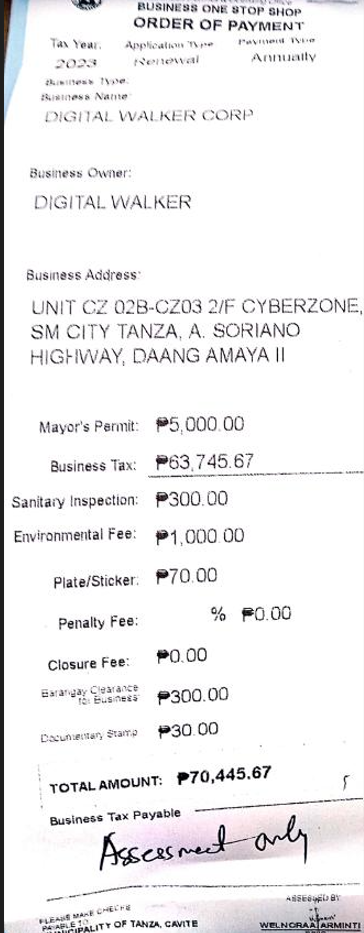 BUSINESS ONE STOP SHOP
ORDER OF PAYMENT
Tax Year: Application Type Payment Type
2023 Renewal Annually
Business Type:
Business Name:
DIGITAL WALKER CORP
Business Owner:
DIGITAL WALKER
Business Address:
UNIT CZ 02B-CZ03 2/F CYBERZONE,
SM CITY TANZA, A. SORIANO
HIGHWAY, DAANG AMAYA II
Mayor's Permit: ₱5,000.00
Business Tax: ₱63,745.67
Sanitary Inspection: ₱300.00
Environmental Fee: ₱1,000.00
Plate/Sticker: ₱70.00
Penalty Fee: % ₱0.00
Closure Fee: ₱0.00
Barangay Clearance
for Business: ₱300.00
Documentary Stamp ₱30.00
TOTAL AMOUNT: ₱70,445.67
Business Tax Payable
Assessment only
ASSESSED BY
PLEASE MAKE CHECKS
PAYABLE TO:
MUNICIPALITY OF TANZA, CAVITE